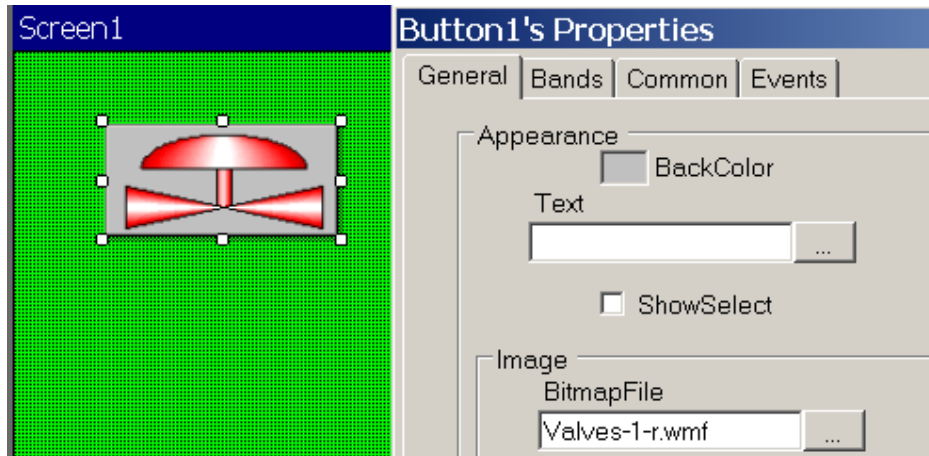 Screen1
Button1's Properties
General Bands Common Events
Appearance
BackColor
Text
...
ShowSelect
Image
BitmapFile
Valves-1-r.wmf ...